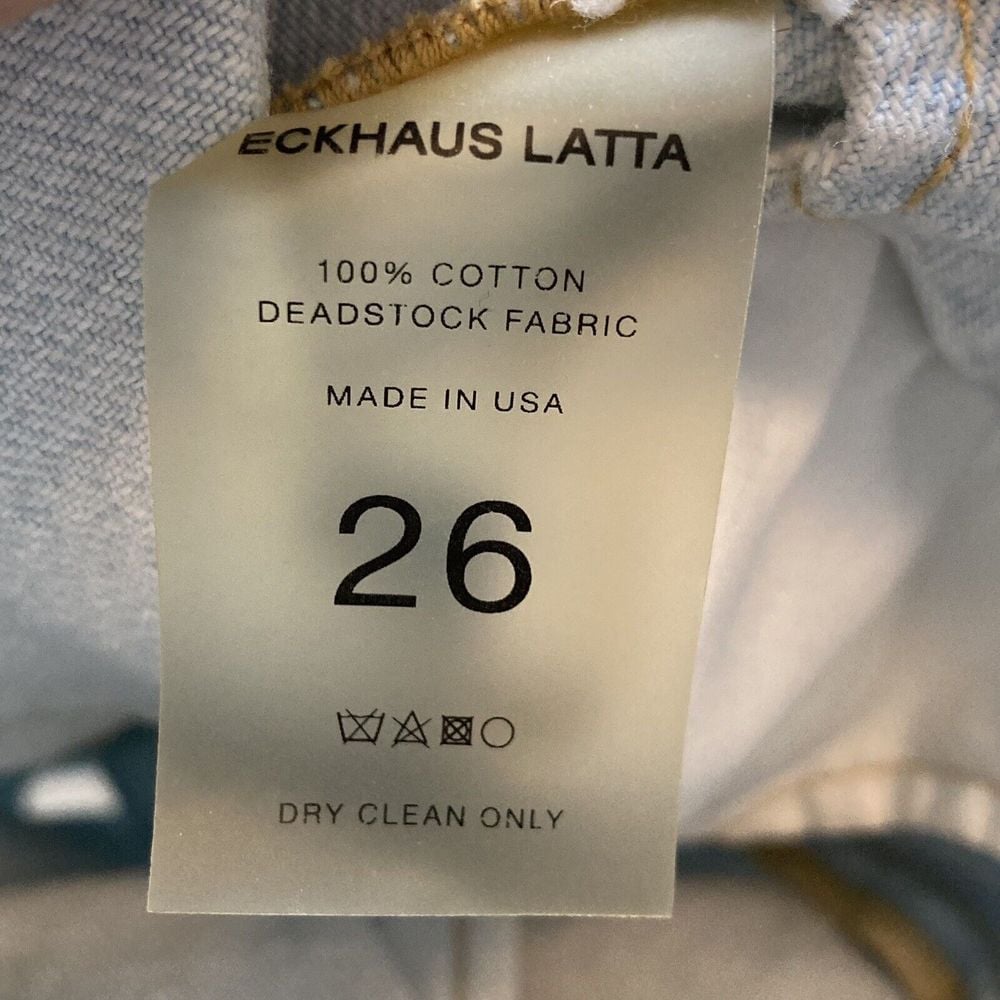 ECKHAUS LATTA
100% COTTON
DEADSTOCK FABRIC
MADE IN USA
26
DRY CLEAN ONLY